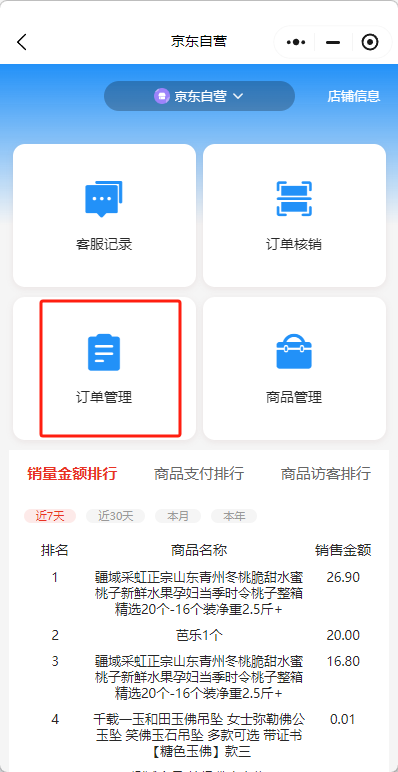 京东自营
京东自营
店铺信息
客服记录
订单核销
订单管理
商品管理
销量金额排行 商品支付排行 商品访客排行
近7天 近30天 本月 本年
排名 商品名称 销售金额
1 疆域采虹正宗山东青州冬桃脆甜水蜜 26.90
桃子新鲜水果孕妇当季时令桃子整箱
精选20个-16个装净重2.5斤+
2 芭乐1个 20.00
3 疆域采虹正宗山东青州冬桃脆甜水蜜 16.80
桃子新鲜水果孕妇当季时令桃子整箱
精选20个-16个装净重2.5斤+
4 千载一玉和田玉佛吊坠 女士弥勒佛公 0.01
玉坠 笑佛玉石吊坠 多款可选 带证书
【糖色玉佛】款三